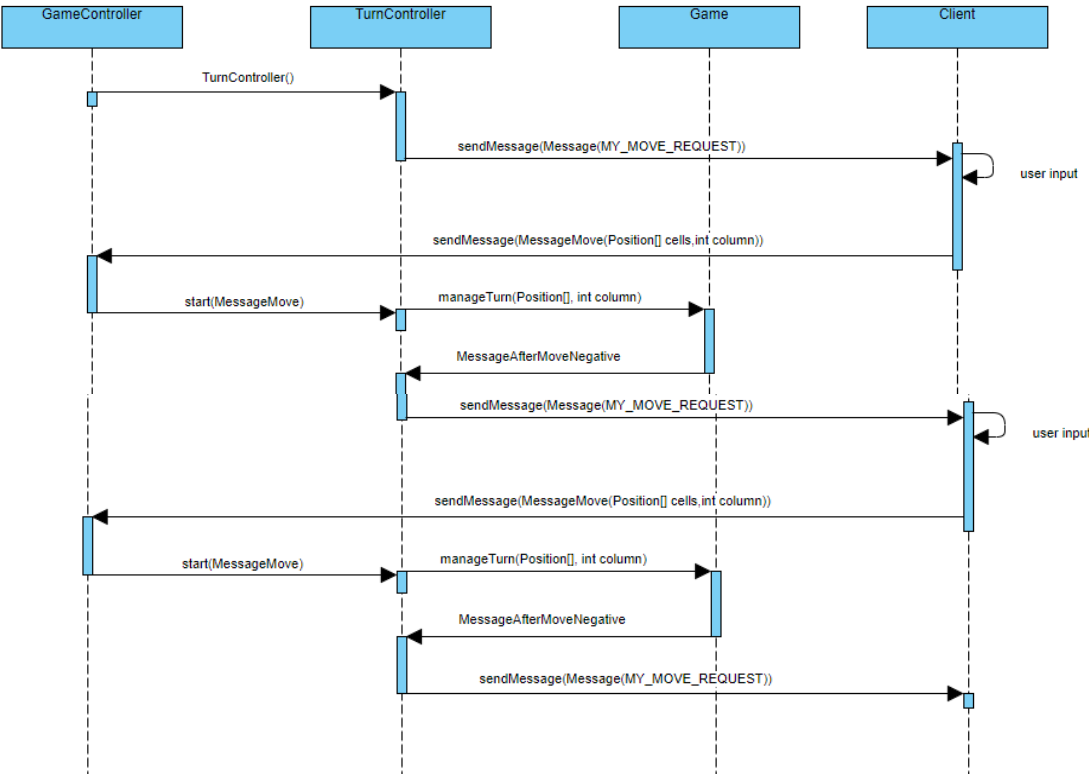 GameController
TurnController
Game
Client
TurnController()
sendMessage(Message(MY_MOVE_REQUEST))
user input
sendMessage(MessageMove(Position[] cells,int column))
start(MessageMove)
manageTurn(Position[], int column)
MessageAfterMoveNegative
sendMessage(Message(MY_MOVE_REQUEST))
user input
sendMessage(MessageMove(Position[] cells,int column))
start(MessageMove)
manageTurn(Position[], int column)
MessageAfterMoveNegative
sendMessage(Message(MY_MOVE_REQUEST))